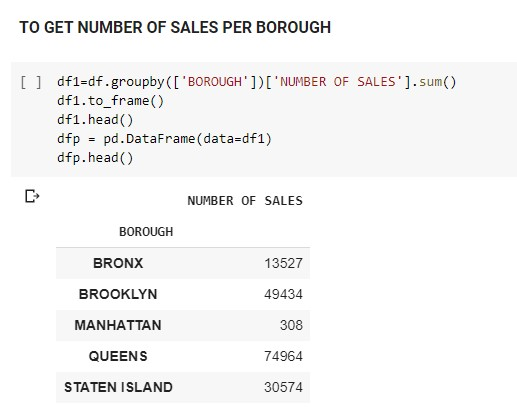 TO GET NUMBER OF SALES PER BOROUGH
[ ] df1=df.groupby(['BOROUGH'])['NUMBER OF SALES'].sum()
df1.to_frame()
df1.head()
dfp = pd.DataFrame(data=df1)
dfp.head()
NUMBER OF SALES
BOROUGH
BRONX 13527
BROOKLYN 49434
MANHATTAN 308
QUEENS 74964
STATEN ISLAND 30574